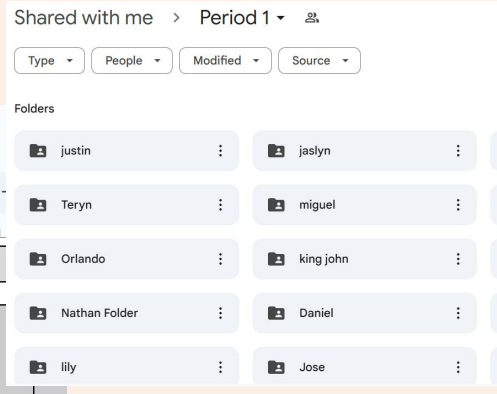 Shared with me > Period 1
Type People Modified Source
Folders
justin jaslyn
Teryn miguel
Orlando king john
Nathan Folder Daniel
lily Jose